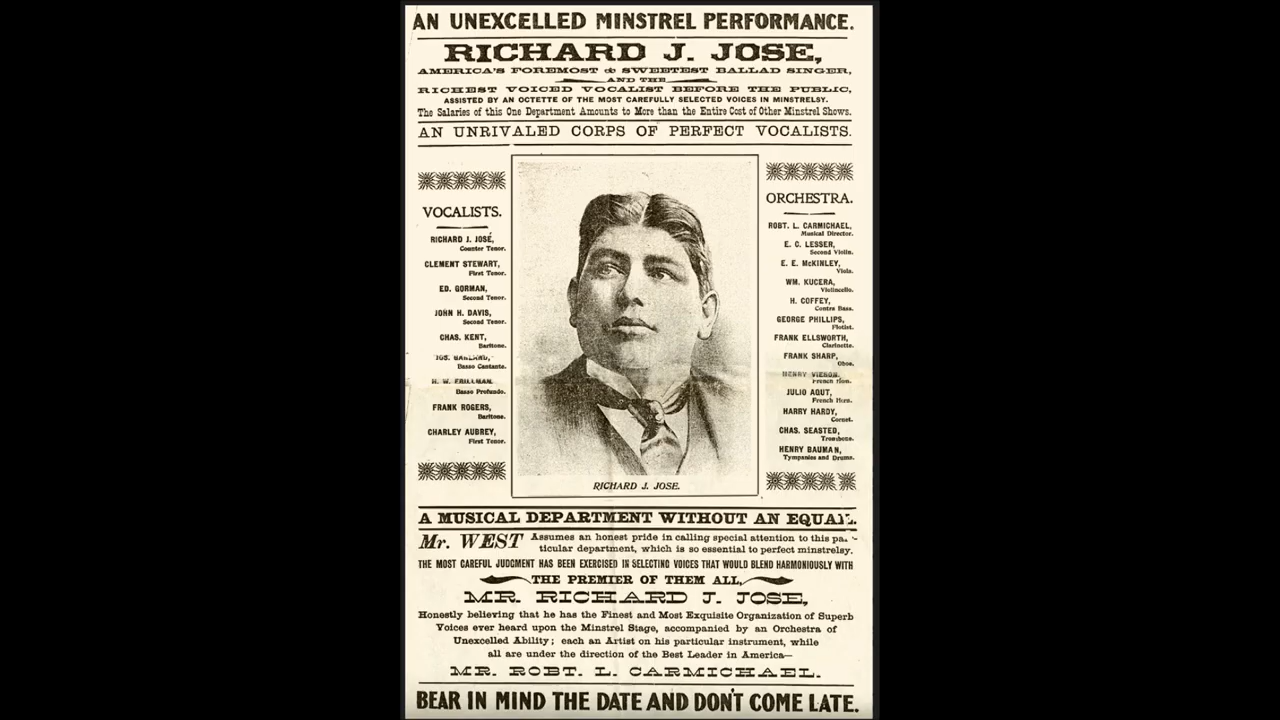 AN UNEXCELLED MINSTREL PERFORMANCE.
RICHARD J. JOSE,
AMERICA'S FOREMOST & SWEETEST BALLAD SINGER,
AND THE
RICHEST VOICED VOCALIST BEFORE THE PUBLIC,
ASSISTED BY AN OCTETTE OF THE MOST CAREFULLY SELECTED VOICES IN MINSTRELSY.
The Salaries of this One Department Amounts to More than the Entire Cost of Other Minstrel Shows.
AN UNRIVALED CORPS OF PERFECT VOCALISTS.
VOCALISTS.
RICHARD J. JOSÉ,
Counter Tenor.
CLEMENT STEWART,
First Tenor.
ED. GORMAN,
Second Tenor.
JOHN H. DAVIS,
Second Tenor.
CHAS. KENT,
Baritone.
JOS. GARLAND,
Basso Cantante.
H. W. FRILLMAN.
Basso Profundo.
FRANK ROGERS,
Baritone.
CHARLEY AUBREY,
First Tenor.
RICHARD J. JOSE.
ORCHESTRA.
ROBT. L. CARMICHAEL,
Musical Director.
E. C. LESSER,
Second Violin.
E. E. McKINLEY,
Viola.
WM. KUCERA,
Violincello.
H. COFFEY,
Contra Bass.
GEORGE PHILLIPS,
Flutist.
FRANK ELLSWORTH,
Clarinette.
FRANK SHARP,
Oboe.
HENRY
French Horn.
JULIO AQUT,
French Horn.
HARRY HARDY,
Cornet.
CHAS. SEASTED,
Trombone.
HENRY BAUMAN,
Tympanies and Drums.
A MUSICAL DEPARTMENT WITHOUT AN EQUAL.
Mr. WEST Assumes an honest pride in calling special attention to this par-
ticular department, which is so essential to perfect minstrelsy.
THE MOST CAREFUL JUDGMENT HAS BEEN EXERCISED IN SELECTING VOICES THAT WOULD BLEND HARMONIOUSLY WITH
THE PREMIER OF THEM ALL,
MR. RICHARD J. JOSE,
Honestly believing that he has the Finest and Most Exquisite Organization of Superb
Voices ever heard upon the Minstrel Stage, accompanied by an Orchestra of
Unexcelled Ability; each an Artist on his particular instrument, while
all are under the direction of the Best Leader in America—
MR. ROBT. L. CARMICHAEL.
BEAR IN MIND THE DATE AND DON'T COME LATE.